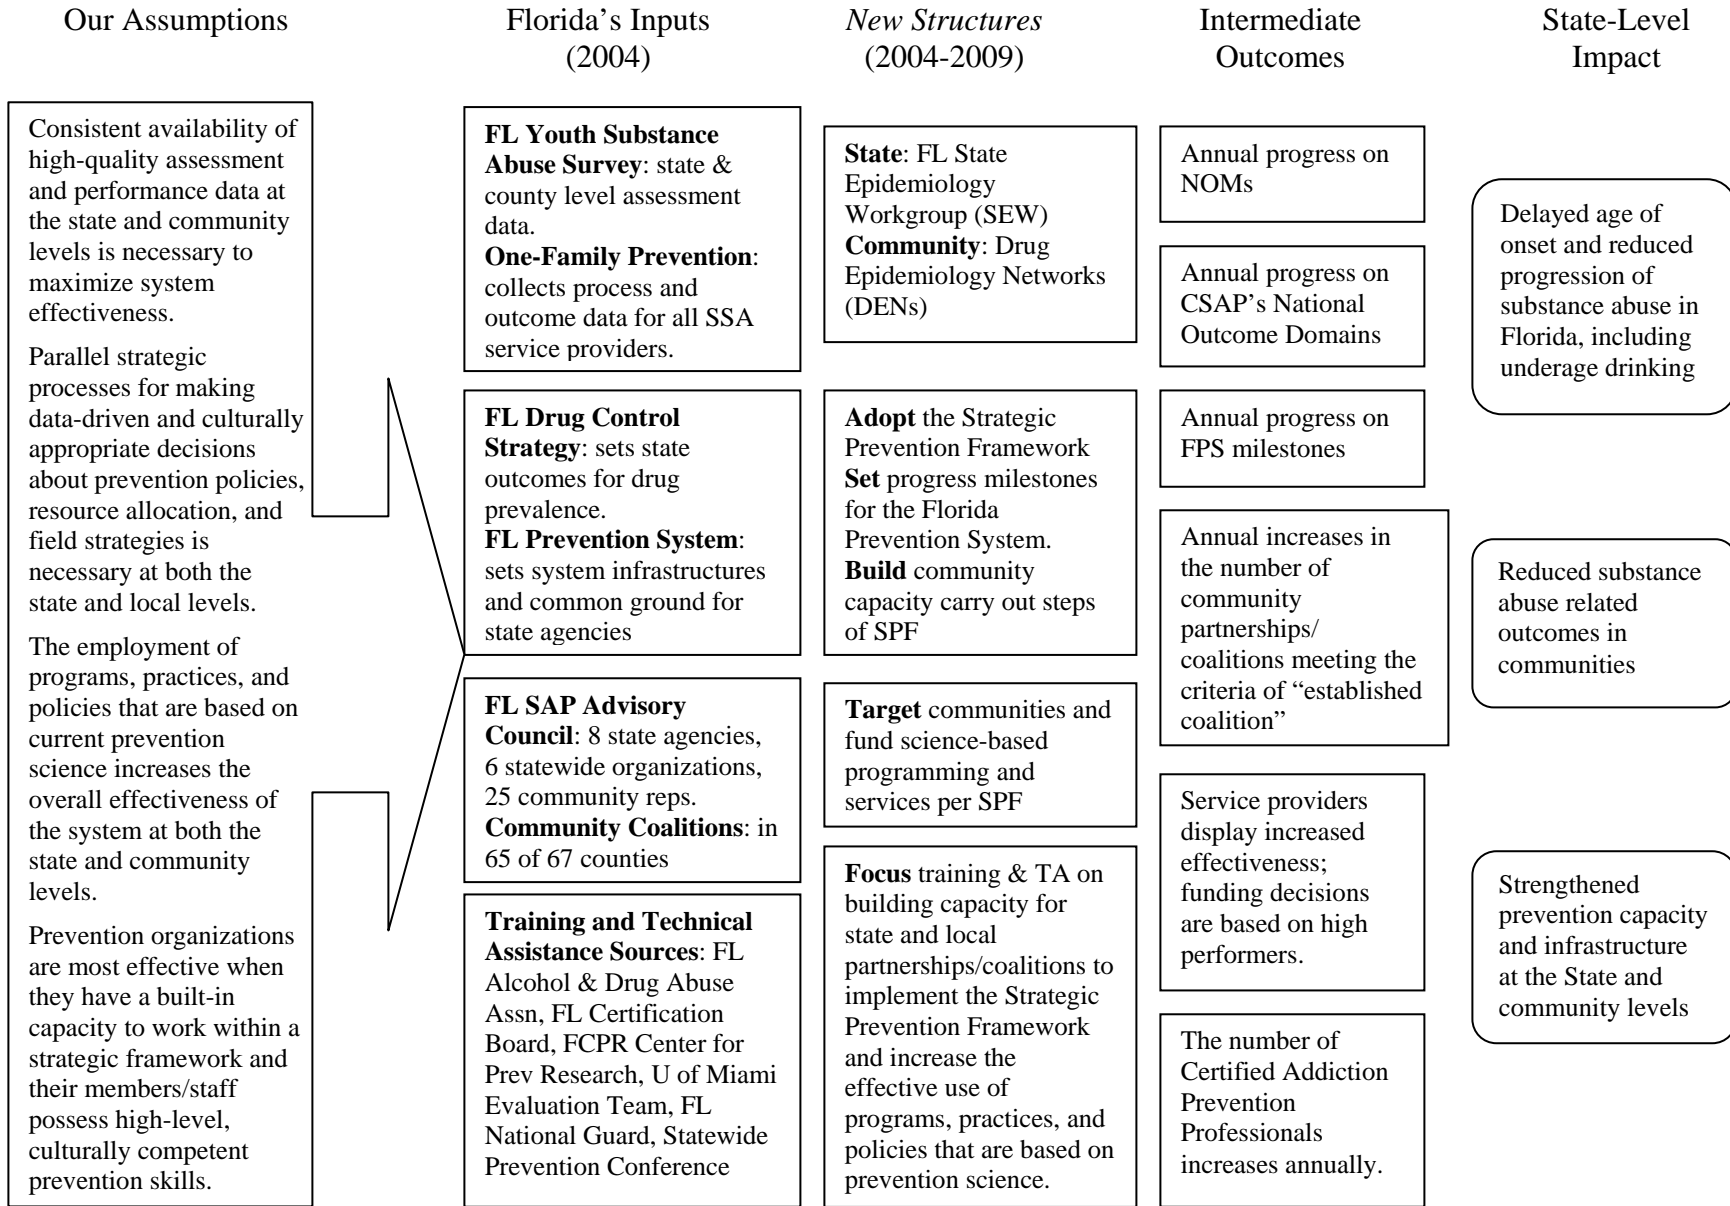 Our Assumptions
Florida’s Inputs
(2004)
New Structures
(2004-2009)
Intermediate
Outcomes
State-Level
Impact
Consistent availability of
high-quality assessment
and performance data at
the state and community
levels is necessary to
maximize system
effectiveness.
Parallel strategic
processes for making
data-driven and culturally
appropriate decisions
about prevention policies,
resource allocation, and
field strategies is
necessary at both the
state and local levels.
The employment of
programs, practices, and
policies that are based on
current prevention
science increases the
overall effectiveness of
the system at both the
state and community
levels.
Prevention organizations
are most effective when
they have a built-in
capacity to work within a
strategic framework and
their members/staff
possess high-level,
culturally competent
prevention skills.
FL Youth Substance
Abuse Survey: state &
county level assessment
data.
One-Family Prevention:
collects process and
outcome data for all SSA
service providers.
FL Drug Control
Strategy: sets state
outcomes for drug
prevalence.
FL Prevention System:
sets system infrastructures
and common ground for
state agencies
FL SAP Advisory
Council: 8 state agencies,
6 statewide organizations,
25 community reps.
Community Coalitions: in
65 of 67 counties
Training and Technical
Assistance Sources: FL
Alcohol & Drug Abuse
Assn, FL Certification
Board, FCPR Center for
Prev Research, U of Miami
Evaluation Team, FL
National Guard, Statewide
Prevention Conference
State: FL State
Epidemiology
Workgroup (SEW)
Community: Drug
Epidemiology Networks
(DENs)
Adopt the Strategic
Prevention Framework
Set progress milestones
for the Florida
Prevention System.
Build community
capacity carry out steps
of SPF
Target communities and
fund science-based
programming and
services per SPF
Focus training & TA on
building capacity for
state and local
partnerships/coalitions to
implement the Strategic
Prevention Framework
and increase the
effective use of
programs, practices, and
policies that are based on
prevention science.
Annual progress on
NOMs
Annual progress on
CSAP’s National
Outcome Domains
Annual progress on
FPS milestones
Annual increases in
the number of
community
partnerships/
coalitions meeting the
criteria of “established
coalition”
Service providers
display increased
effectiveness;
funding decisions
are based on high
performers.
The number of
Certified Addiction
Prevention
Professionals
increases annually.
Delayed age of
onset and reduced
progression of
substance abuse in
Florida, including
underage drinking
Reduced substance
abuse related
outcomes in
communities
Strengthened
prevention capacity
and infrastructure
at the State and
community levels